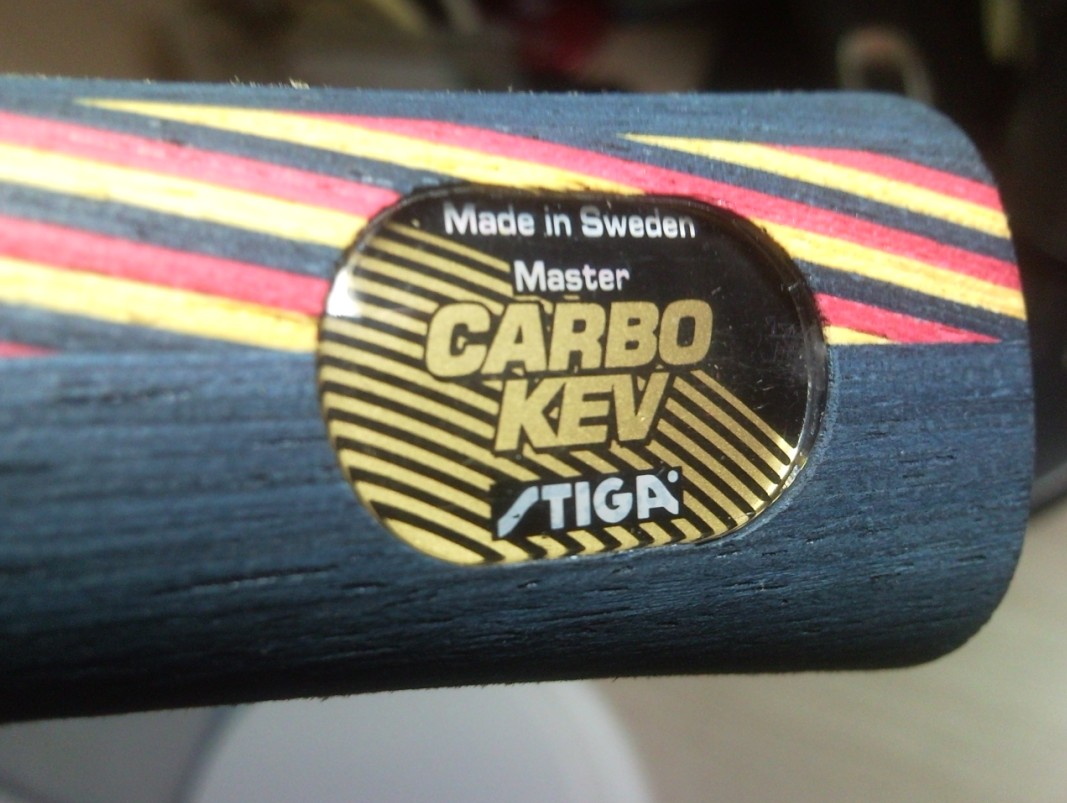 Made in Sweden
Master
CARBO
KEV
STIGA